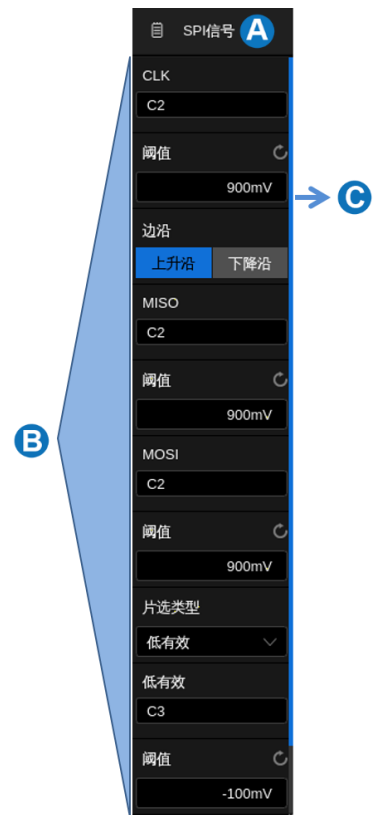 SPI信号 A
CLK
C2
阈值
900mV
C
边沿
上升沿 下降沿
MISO
C2
阈值
900mV
B
MOSI
C2
阈值
900mV
片选类型
低有效
低有效
C3
阈值
-100mV